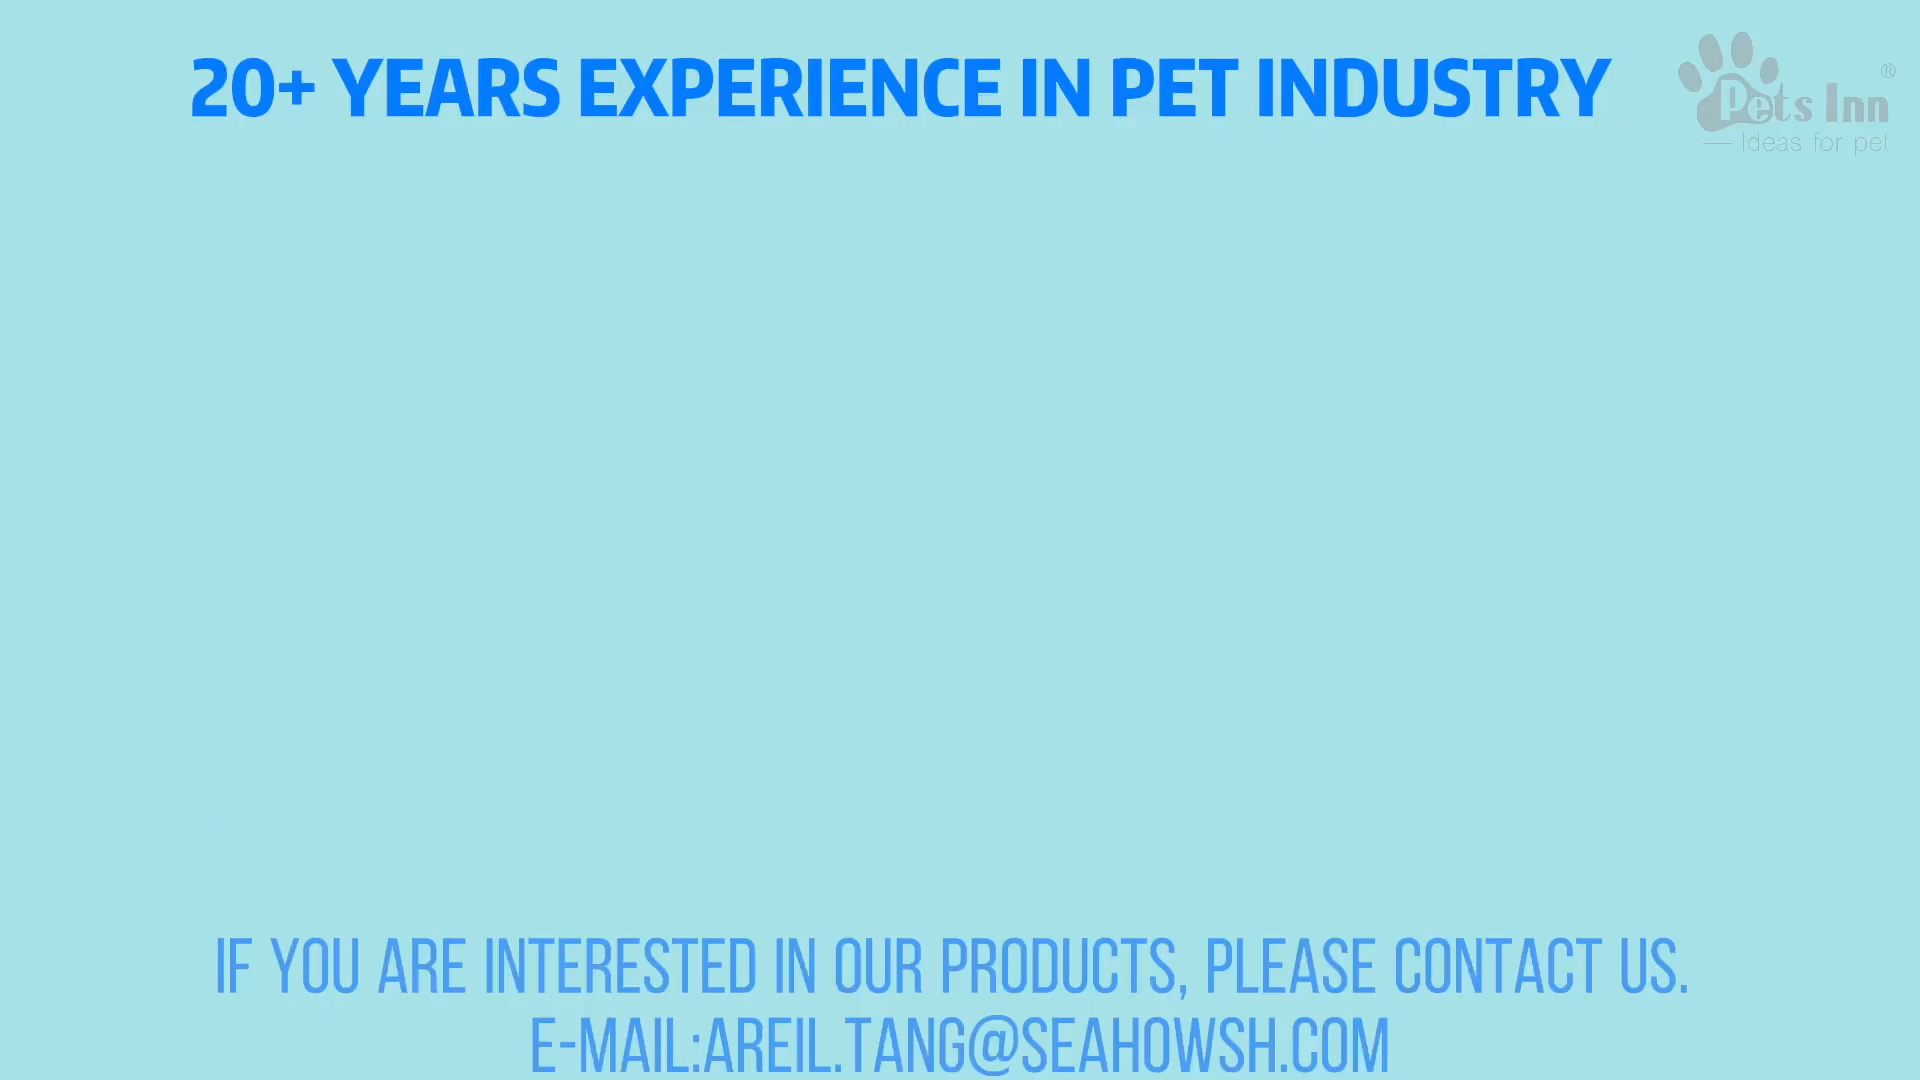 20+ YEARS EXPERIENCE IN PET INDUSTRY
Pets Inn ®
— Ideas for pet
IF YOU ARE INTERESTED IN OUR PRODUCTS, PLEASE CONTACT US.
E-MAIL:AREIL.TANG@SEAHOWSH.COM